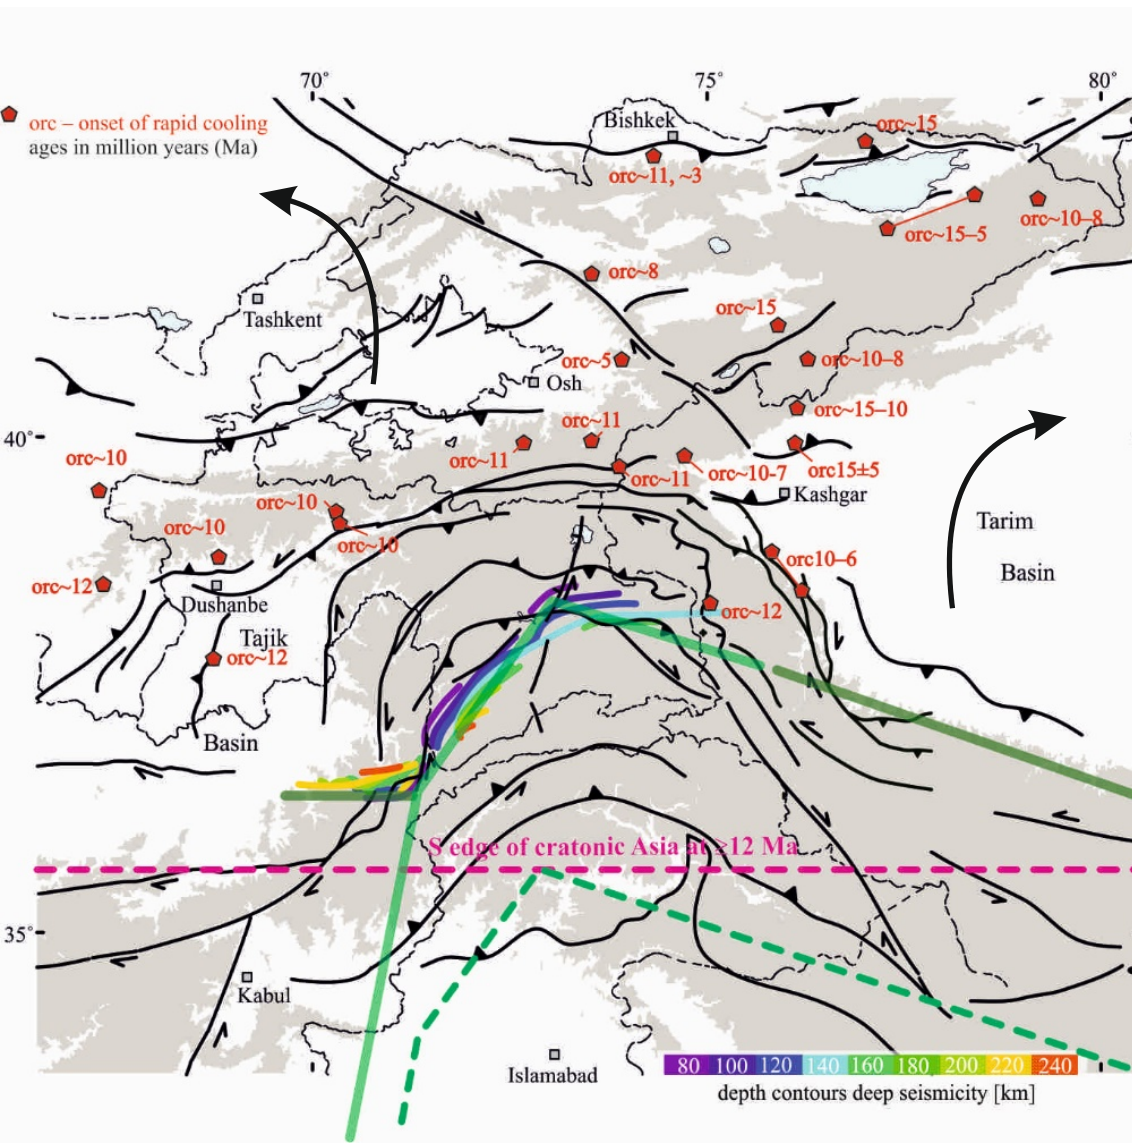 70°
75°
80°
orc – onset of rapid cooling
ages in million years (Ma)
Bishkek
orc~15
orc~11, ~3
orc~10–8
orc~15–5
orc~8
orc~15
Tashkent
orc~5
orc~10–8
Osh
orc~15–10
orc~11
40°
orc~10
orc~11
orc~11
orc~10-7
orc15±5
Kashgar
orc~10
Tarim
orc~10
orc~10
orc10–6
Basin
orc~12
Dushanbe
orc~12
Tajik
orc~12
Basin
S edge of cratonic Asia at ≥12 Ma
35°
Kabul
Islamabad
80 100 120 140 160 180 200 220 240
depth contours deep seismicity [km]